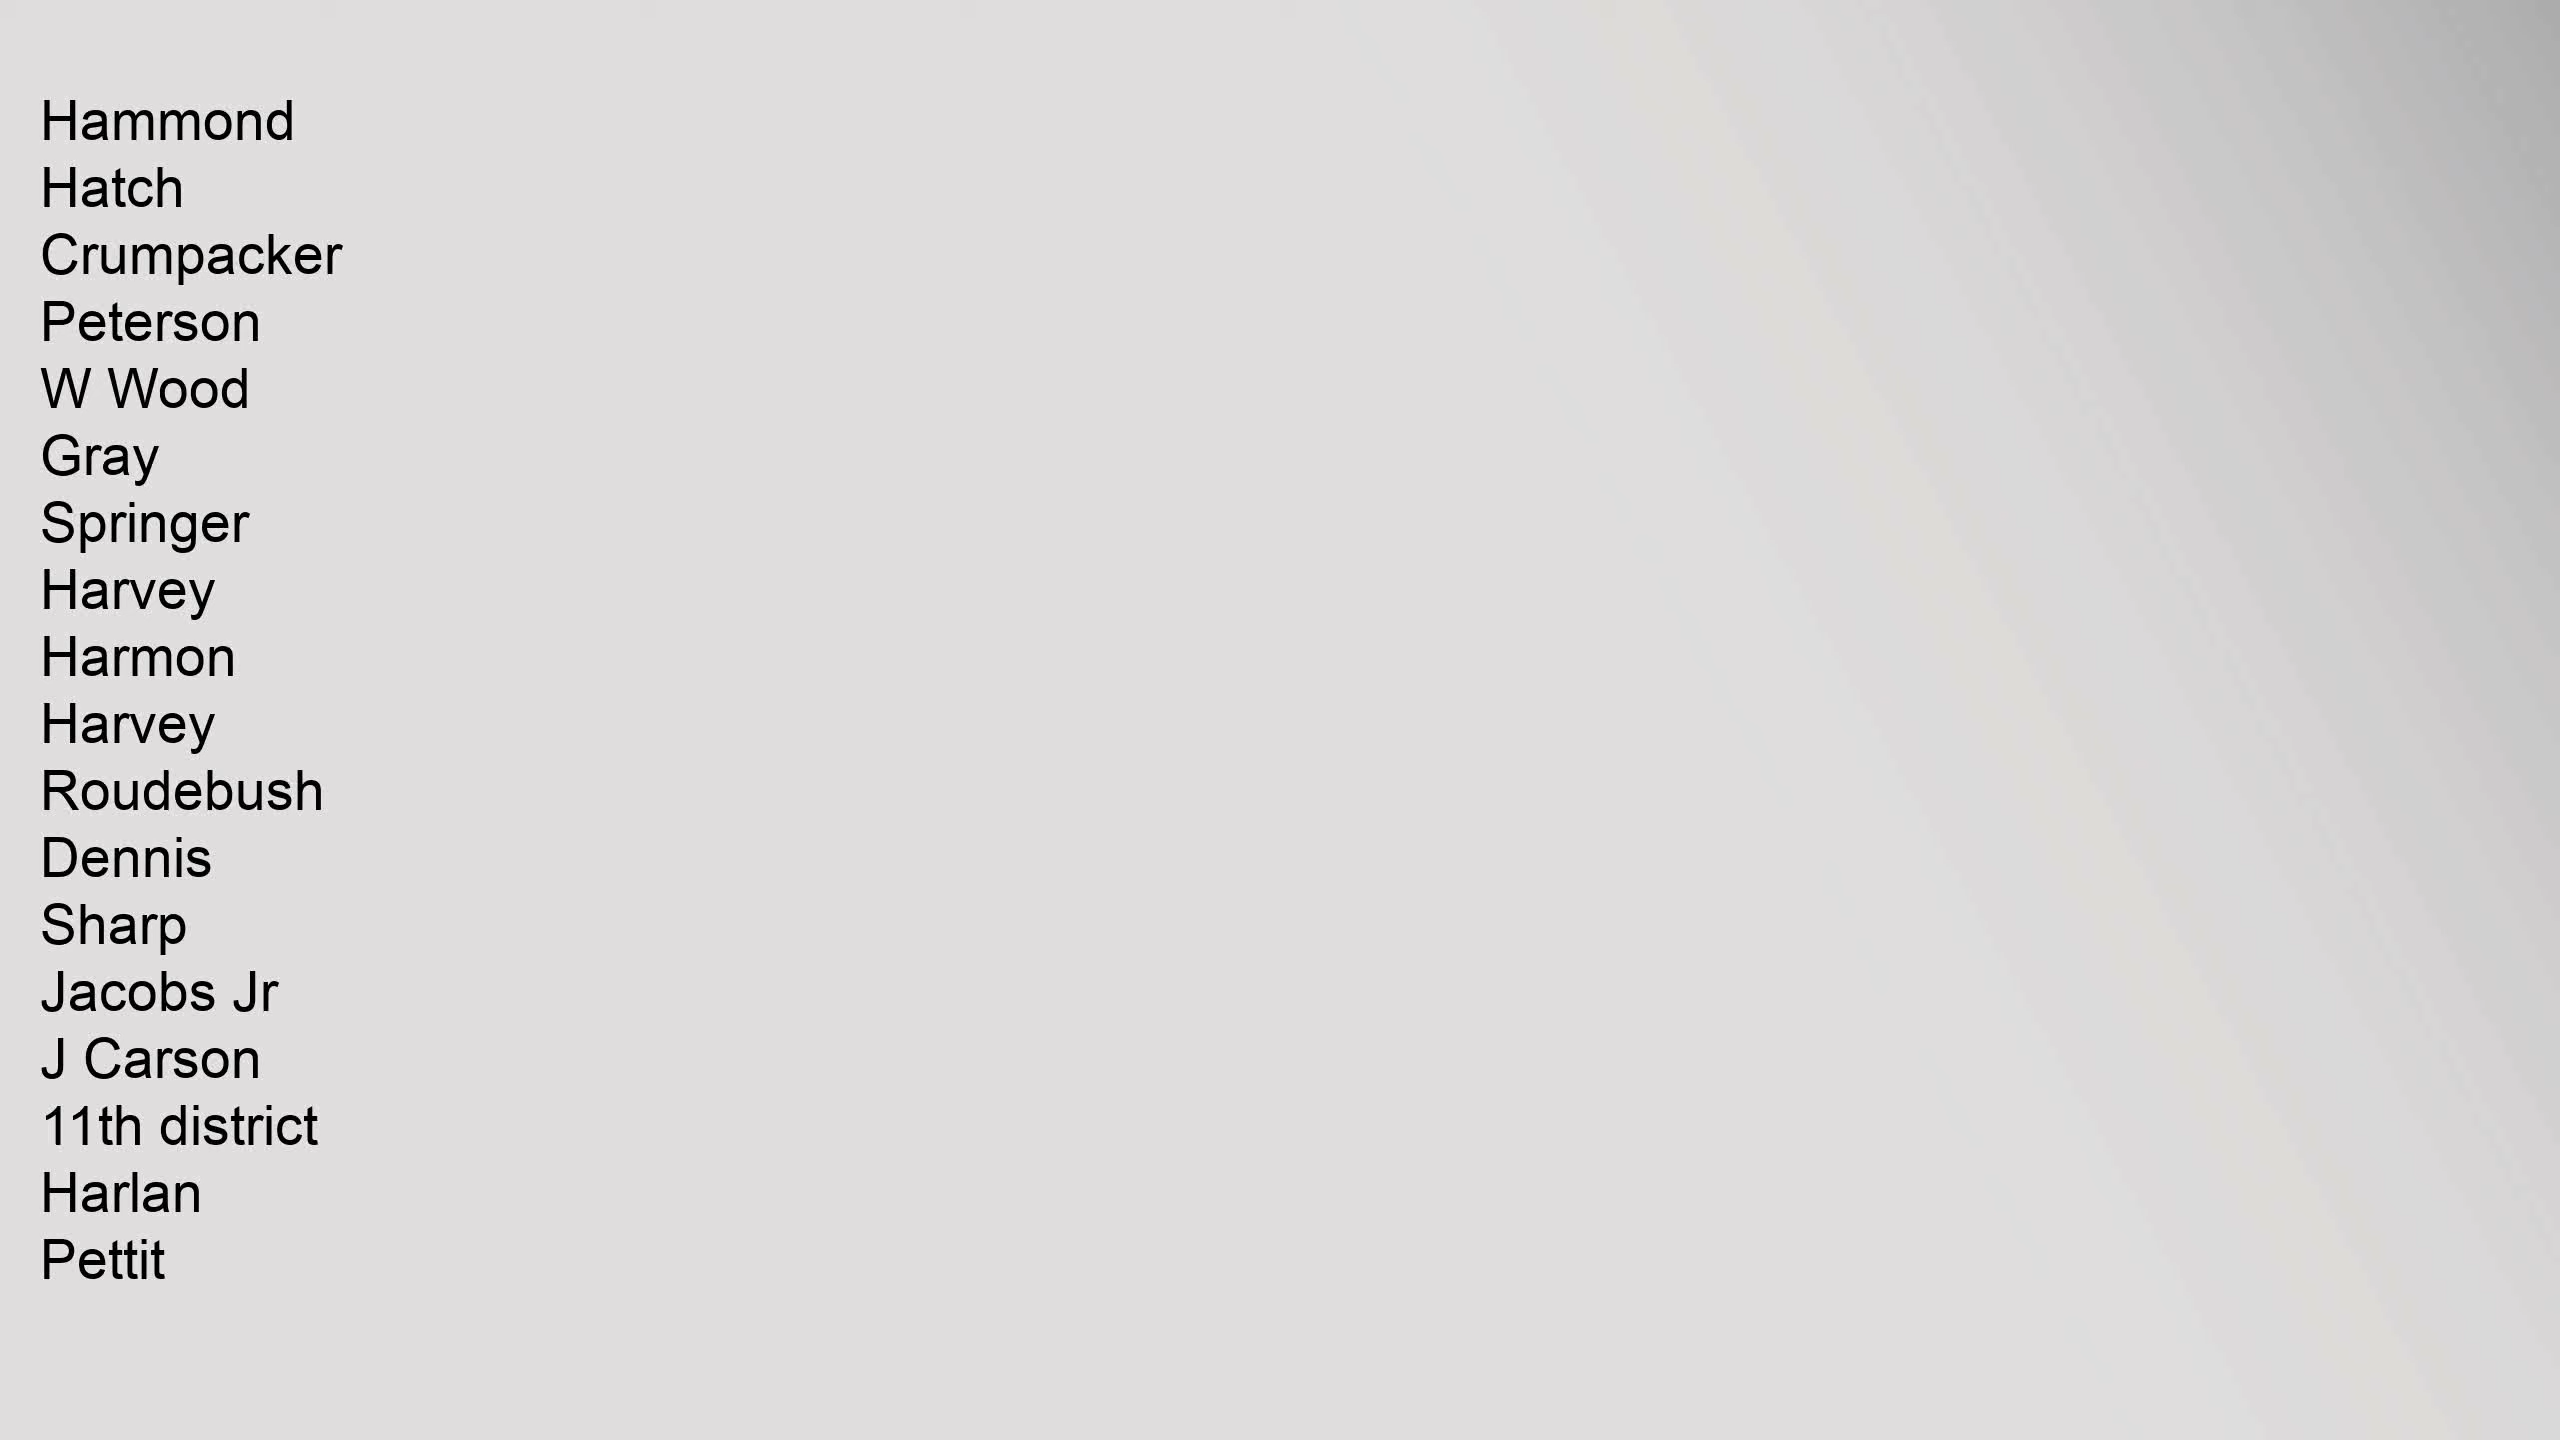 Hammond
Hatch
Crumpacker
Peterson
W Wood
Gray
Springer
Harvey
Harmon
Harvey
Roudebush
Dennis
Sharp
Jacobs Jr
J Carson
11th district
Harlan
Pettit